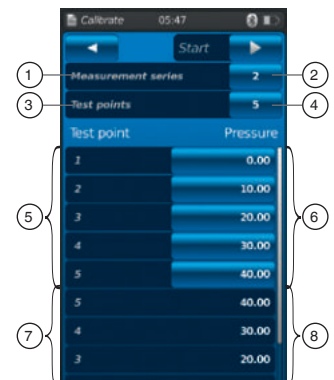 Calibrate 05:47
Start
1 Measurement series 2 2
3 Test points 5 4
Test point Pressure
1 0.00
2 10.00
3 20.00
4 30.00
5 40.00
5 6
5 40.00
4 30.00
3 20.00
7 8